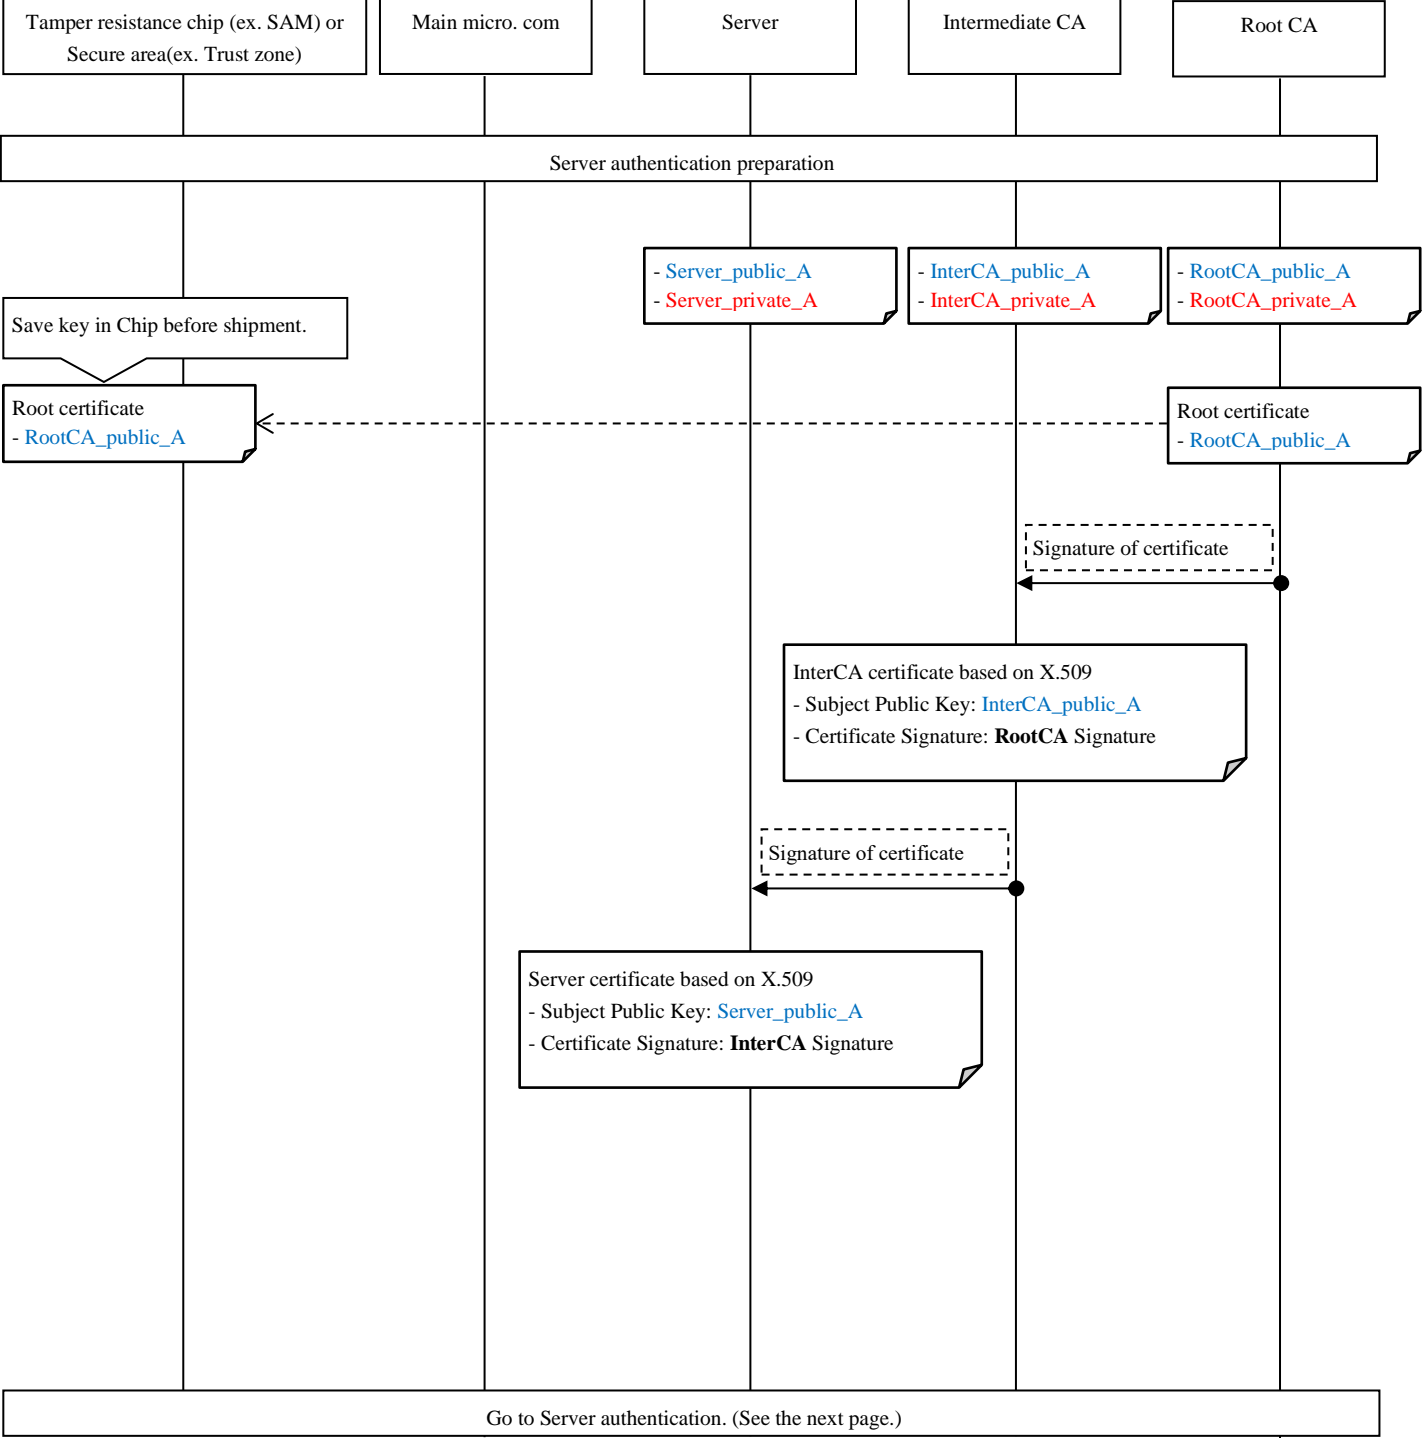 Tamper resistance chip (ex. SAM) or
Secure area(ex. Trust zone)
Main micro. com
Server
Intermediate CA
Root CA
Server authentication preparation
- Server_public_A
- Server_private_A
- InterCA_public_A
- InterCA_private_A
- RootCA_public_A
- RootCA_private_A
Save key in Chip before shipment.
Root certificate
- RootCA_public_A
Root certificate
- RootCA_public_A
Signature of certificate
InterCA certificate based on X.509
- Subject Public Key: InterCA_public_A
- Certificate Signature: RootCA Signature
Signature of certificate
Server certificate based on X.509
- Subject Public Key: Server_public_A
- Certificate Signature: InterCA Signature
Go to Server authentication. (See the next page.)